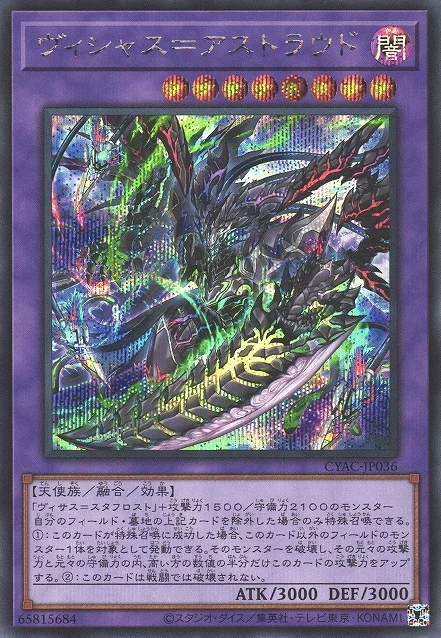 ヴィシャス＝アストラウド
闇
CYAC-JP036
【天使族／融合／効果】
「ヴィサス＝スタフロスト」＋攻撃力1500／守備力2100のモンスター
自分のフィールド・墓地の上記カードを除外した場合のみ特殊召喚できる。
①：このカードが特殊召喚に成功した場合、このカード以外のフィールドのモン
スター1体を対象として発動できる。そのモンスターを破壊し、その元々の攻撃
力と元々の守備力の内、高い方の数値の半分だけこのカードの攻撃力をアップ
する。②：このカードは戦闘では破壊されない。
ATK/3000 DEF/3000
65815684
©スタジオ・ダイス／集英社・テレビ東京・KONAMI